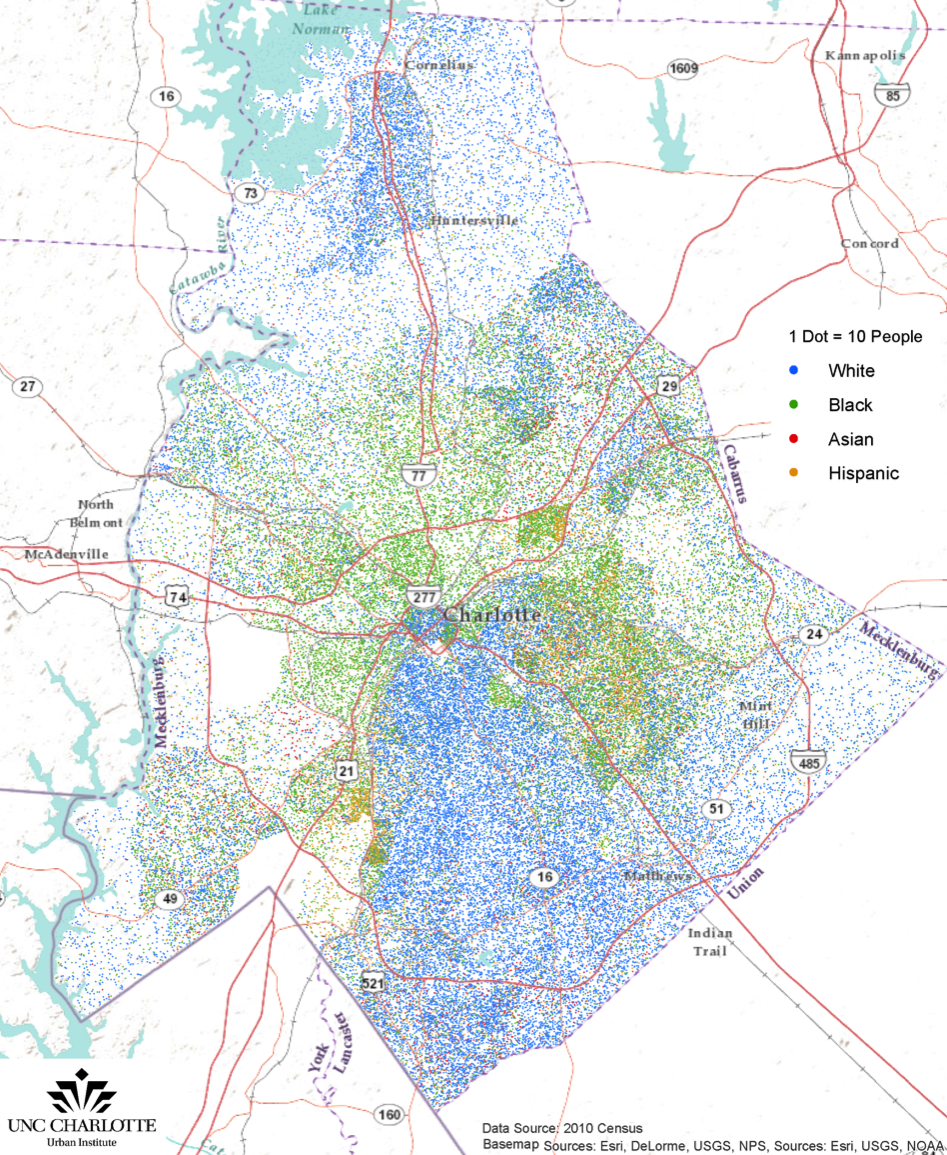 Lake
Norman
Cornelius
Kannapolis
1609
16
85
73
Huntersville
Catawba River
Concord
1 Dot = 10 People
White
Black
Asian
Hispanic
27
29
77
Cabarrus
North
Belmont
McAdenville
74
277
Charlotte
24
Mecklenburg
Mecklenburg
Mint
Hill
485
21
51
16
Matthews
Union
49
Indian
Trail
521
York
Lancaster
160
UNC CHARLOTTE
Urban Institute
Data Source: 2010 Census
Basemap Sources: Esri, DeLorme, USGS, NPS, Sources: Esri, USGS, NOAA